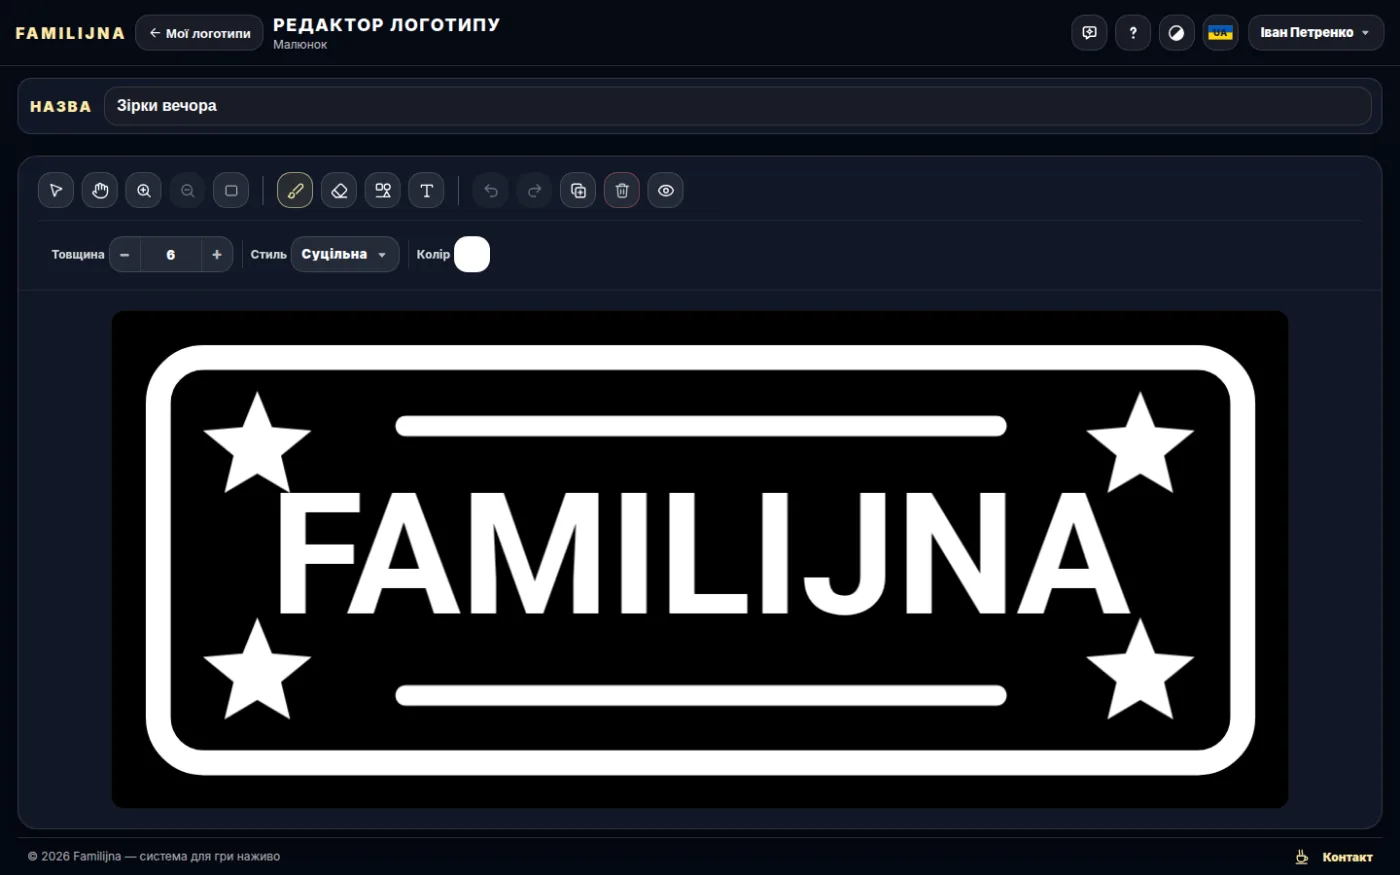 FAMILIJNA
← Мої логотипи
РЕДАКТОР ЛОГОТИПУ
Малюнок
?
UA
Іван Петренко
НАЗВА
Зірки вечора
Товщина
−
6
+
Стиль
Суцільна
Колір
FAMILIJNA
© 2026 Familijna — система для гри наживо
Контакт